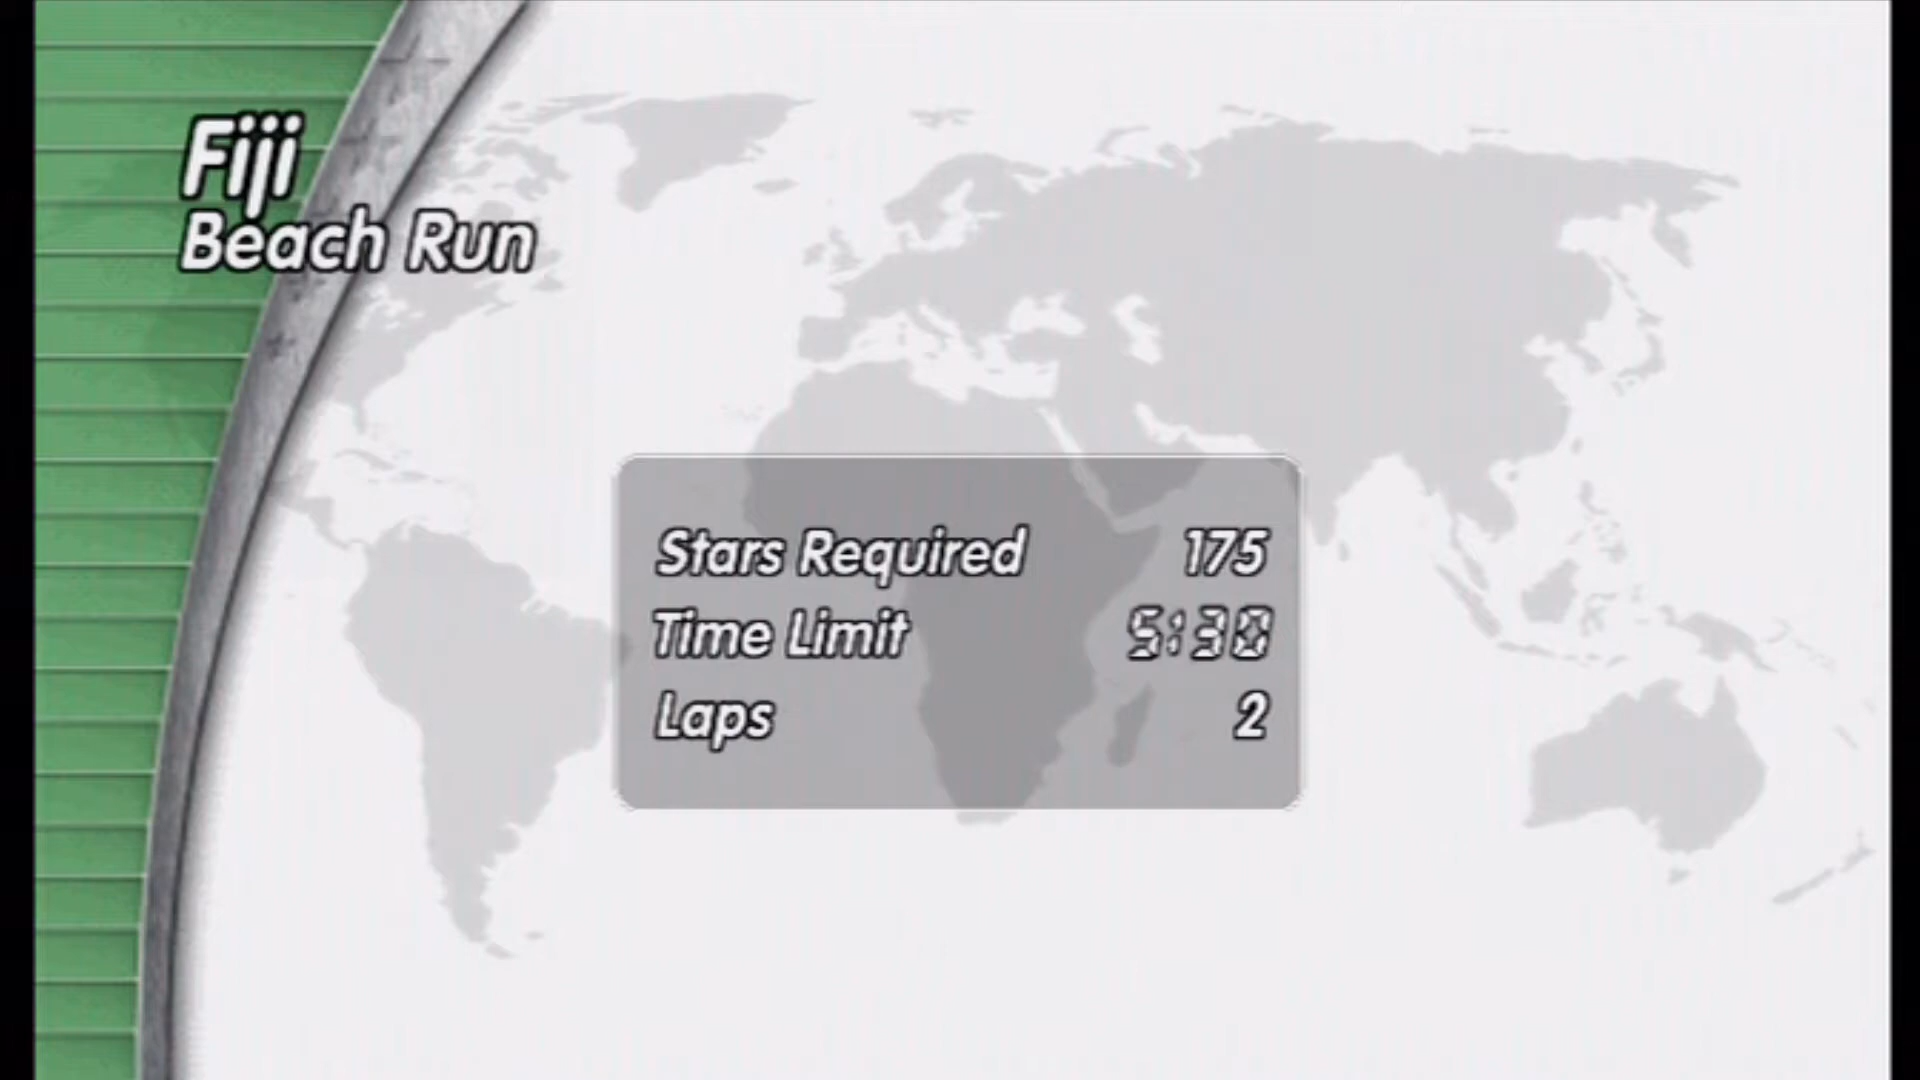 Fiji
Beach Run
Stars Required 175
Time Limit 5:30
Laps 2